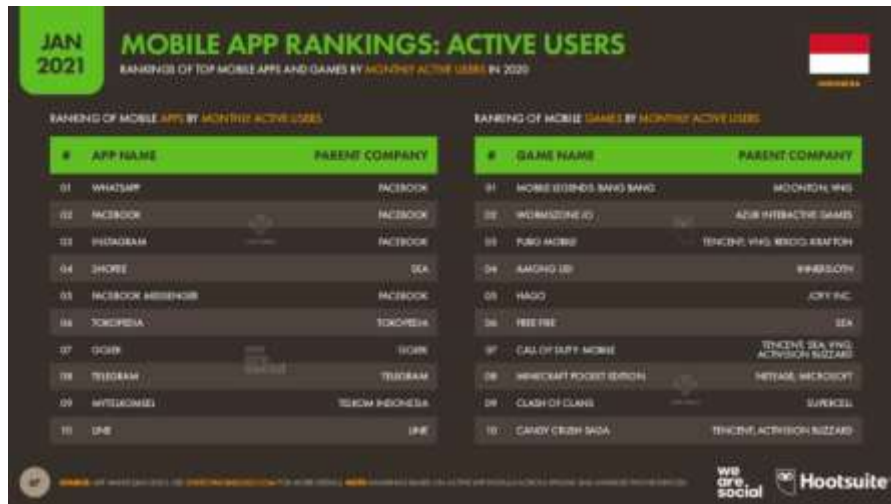 JAN
2021
MOBILE APP RANKINGS: ACTIVE USERS
RANKINGS OF TOP MOBILE APPS AND GAMES BY MONTHLY ACTIVE USERS IN 2020
INDONESIA
RANKING OF MOBILE APPS BY MONTHLY ACTIVE USERS
# APP NAME PARENT COMPANY
01 WHATSAPP FACEBOOK
02 FACEBOOK FACEBOOK
03 INSTAGRAM FACEBOOK
04 SHOPEE SEA
05 FACEBOOK MESSENGER FACEBOOK
06 TOKOPEDIA TOKOPEDIA
07 GOJEK GOJEK
08 TELEGRAM TELEGRAM
09 MYTELKOMSEL TELKOM INDONESIA
10 LINE LINE
RANKING OF MOBILE GAMES BY MONTHLY ACTIVE USERS
# GAME NAME PARENT COMPANY
01 MOBILE LEGENDS: BANG BANG MOONTON, VNG
02 WORMSZONE.IO AZUR INTERACTIVE GAMES
03 PUBG MOBILE TENCENT, VNG, REKOO, KRAFTON
04 AMONG US! INNERSLOTH
05 HAGO JOYY INC.
06 FREE FIRE SEA
07 CALL OF DUTY: MOBILE TENCENT, SEA, VNG,
ACTIVISION BLIZZARD
08 MINECRAFT POCKET EDITION NETEASE, MICROSOFT
09 CLASH OF CLANS SUPERCELL
10 CANDY CRUSH SAGA TENCENT, ACTIVISION BLIZZARD
we
are.
social
Hootsuite